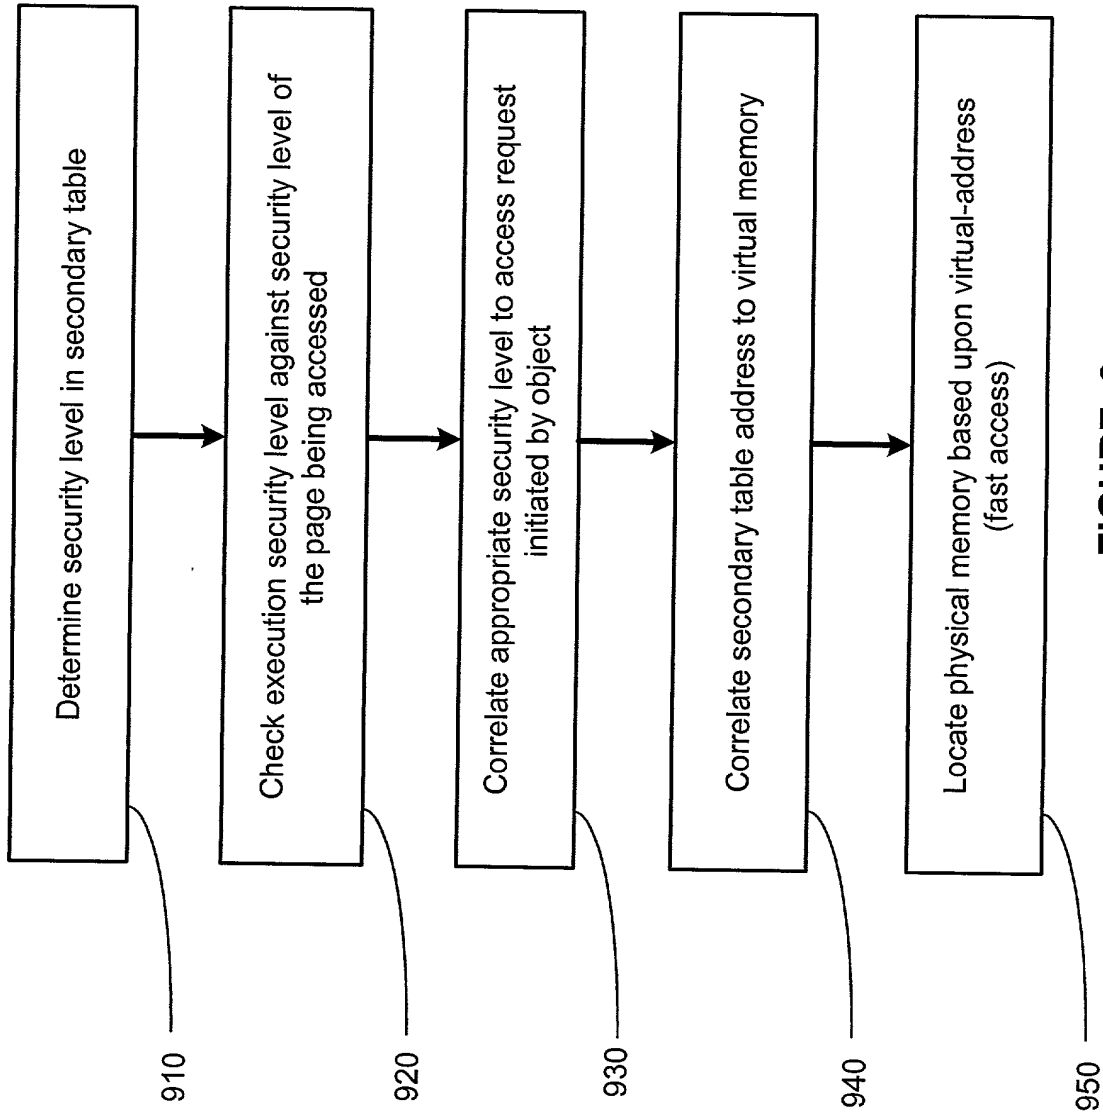 Determine security level in secondary table
910
Check execution security level against security level of
the page being accessed
920
Correlate appropriate security level to access request
initiated by object
930
Correlate secondary table address to virtual memory
940
Locate physical memory based upon virtual-address
(fast access)
950